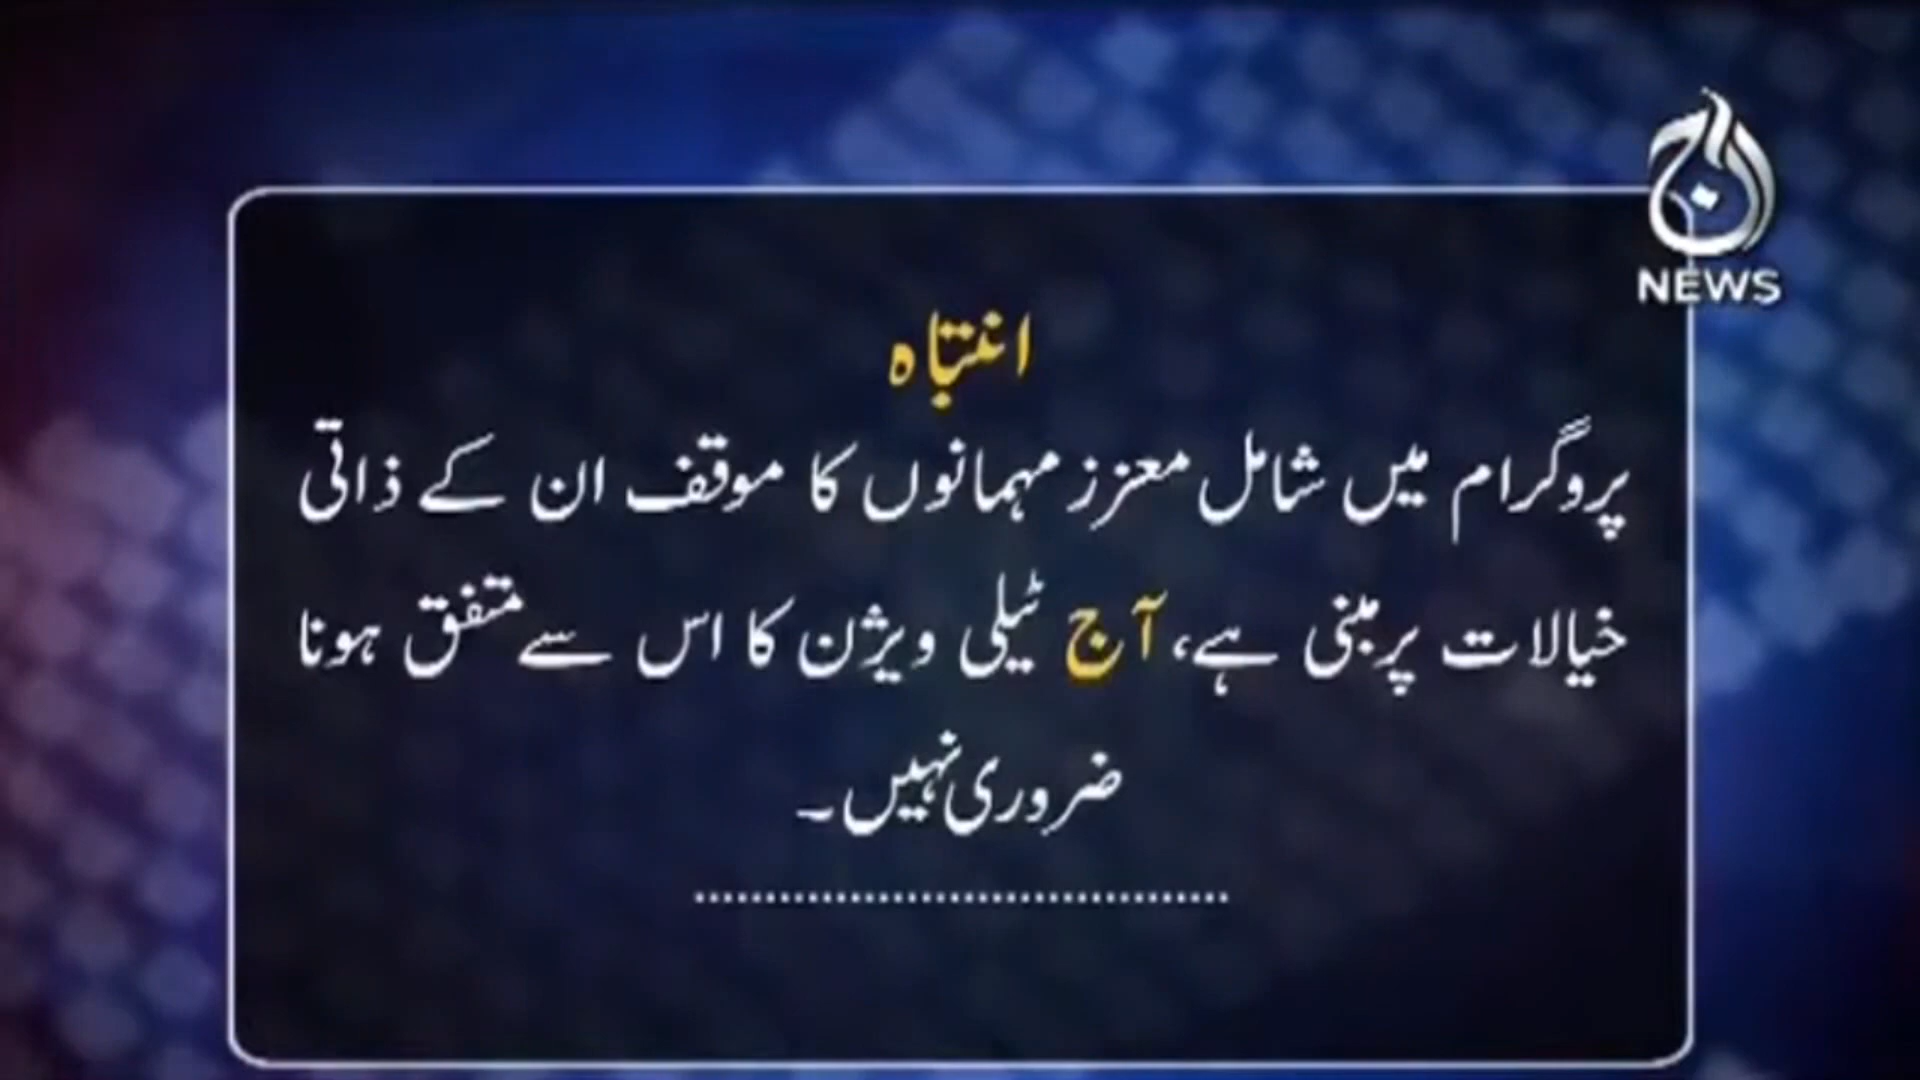 آج
NEWS
انتباہ
پروگرام میں شامل معزز مہمانوں کا موقف ان کے ذاتی
خیالات پر مبنی ہے، آج ٹیلی ویژن کا اس سے متفق ہونا
ضروری نہیں۔